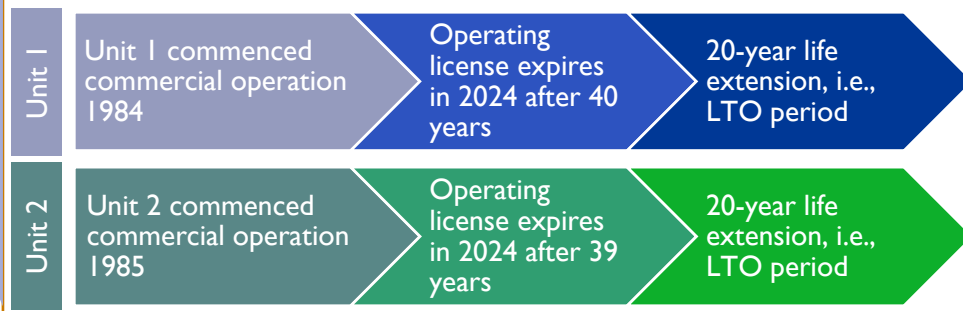 Unit 1
Unit 1 commenced
commercial operation
1984
Operating
license expires
in 2024 after 40
years
20-year life
extension, i.e.,
LTO period
Unit 2
Unit 2 commenced
commercial operation
1985
Operating
license expires
in 2024 after 39
years
20-year life
extension, i.e.,
LTO period